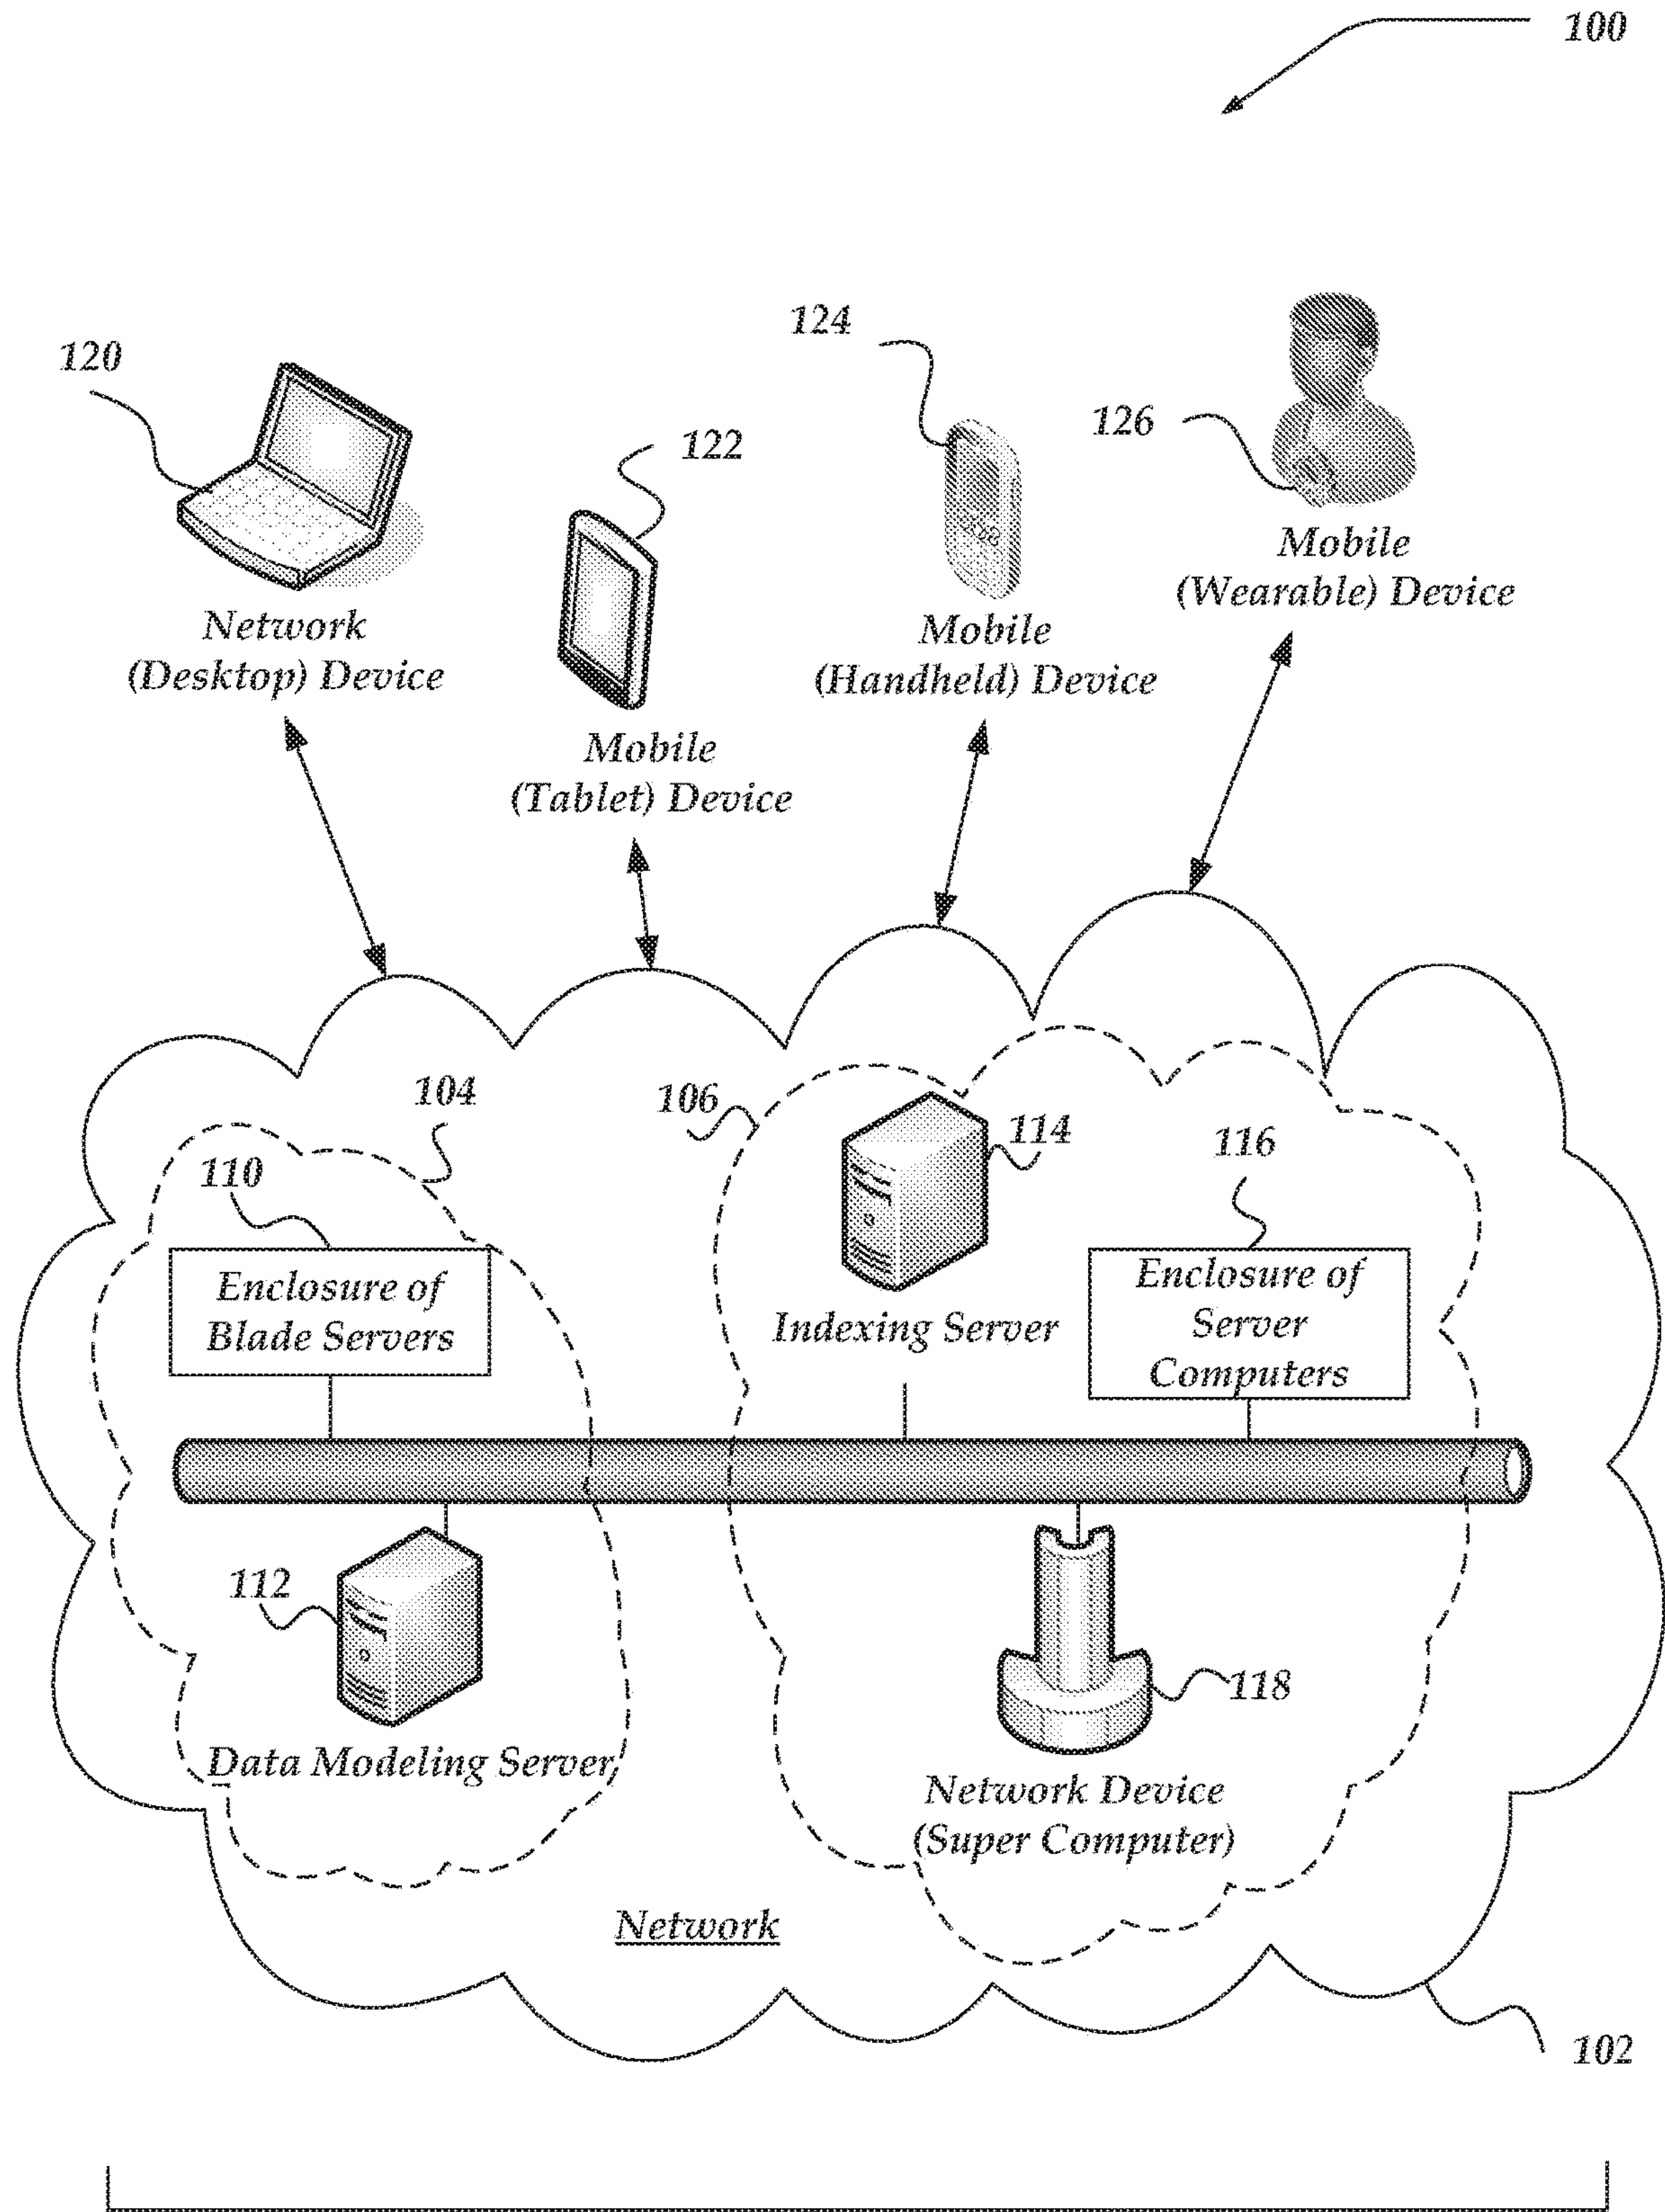 100
124
120
126
122
Mobile
(Wearable) Device
Network
(Desktop) Device
Mobile
(Handheld) Device
Mobile
(Tablet) Device
104
106
114
116
110
Enclosure of
Blade Servers
Indexing Server
Enclosure of
Server
Computers
112
118
Data Modeling Server
Network Device
(Super Computer)
Network
102